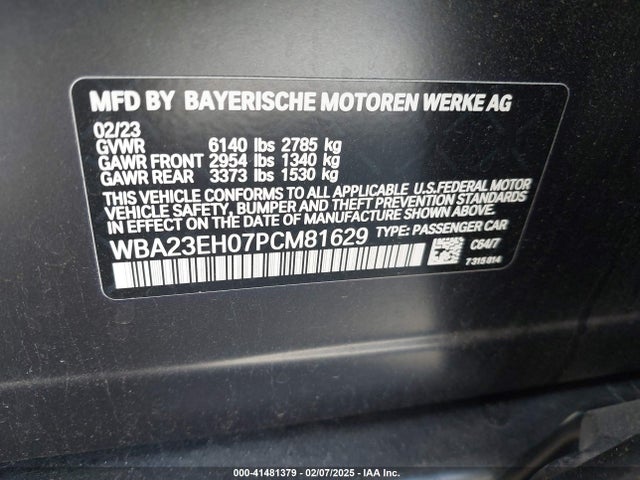 MFD BY BAYERISCHE MOTOREN WERKE AG
02/23
GVWR 6140 lbs 2785 kg
GAWR FRONT 2954 lbs 1340 kg
GAWR REAR 3373 lbs 1530 kg
THIS VEHICLE CONFORMS TO ALL APPLICABLE U.S.FEDERAL MOTOR
VEHICLE SAFETY, BUMPER AND THEFT PREVENTION STANDARDS
IN EFFECT ON THE DATE OF MANUFACTURE SHOWN ABOVE.
WBA23EH07PCM81629 TYPE: PASSENGER CAR
C64/7
7315814
000-41481379 - 02/07/2025 - IAA Inc.